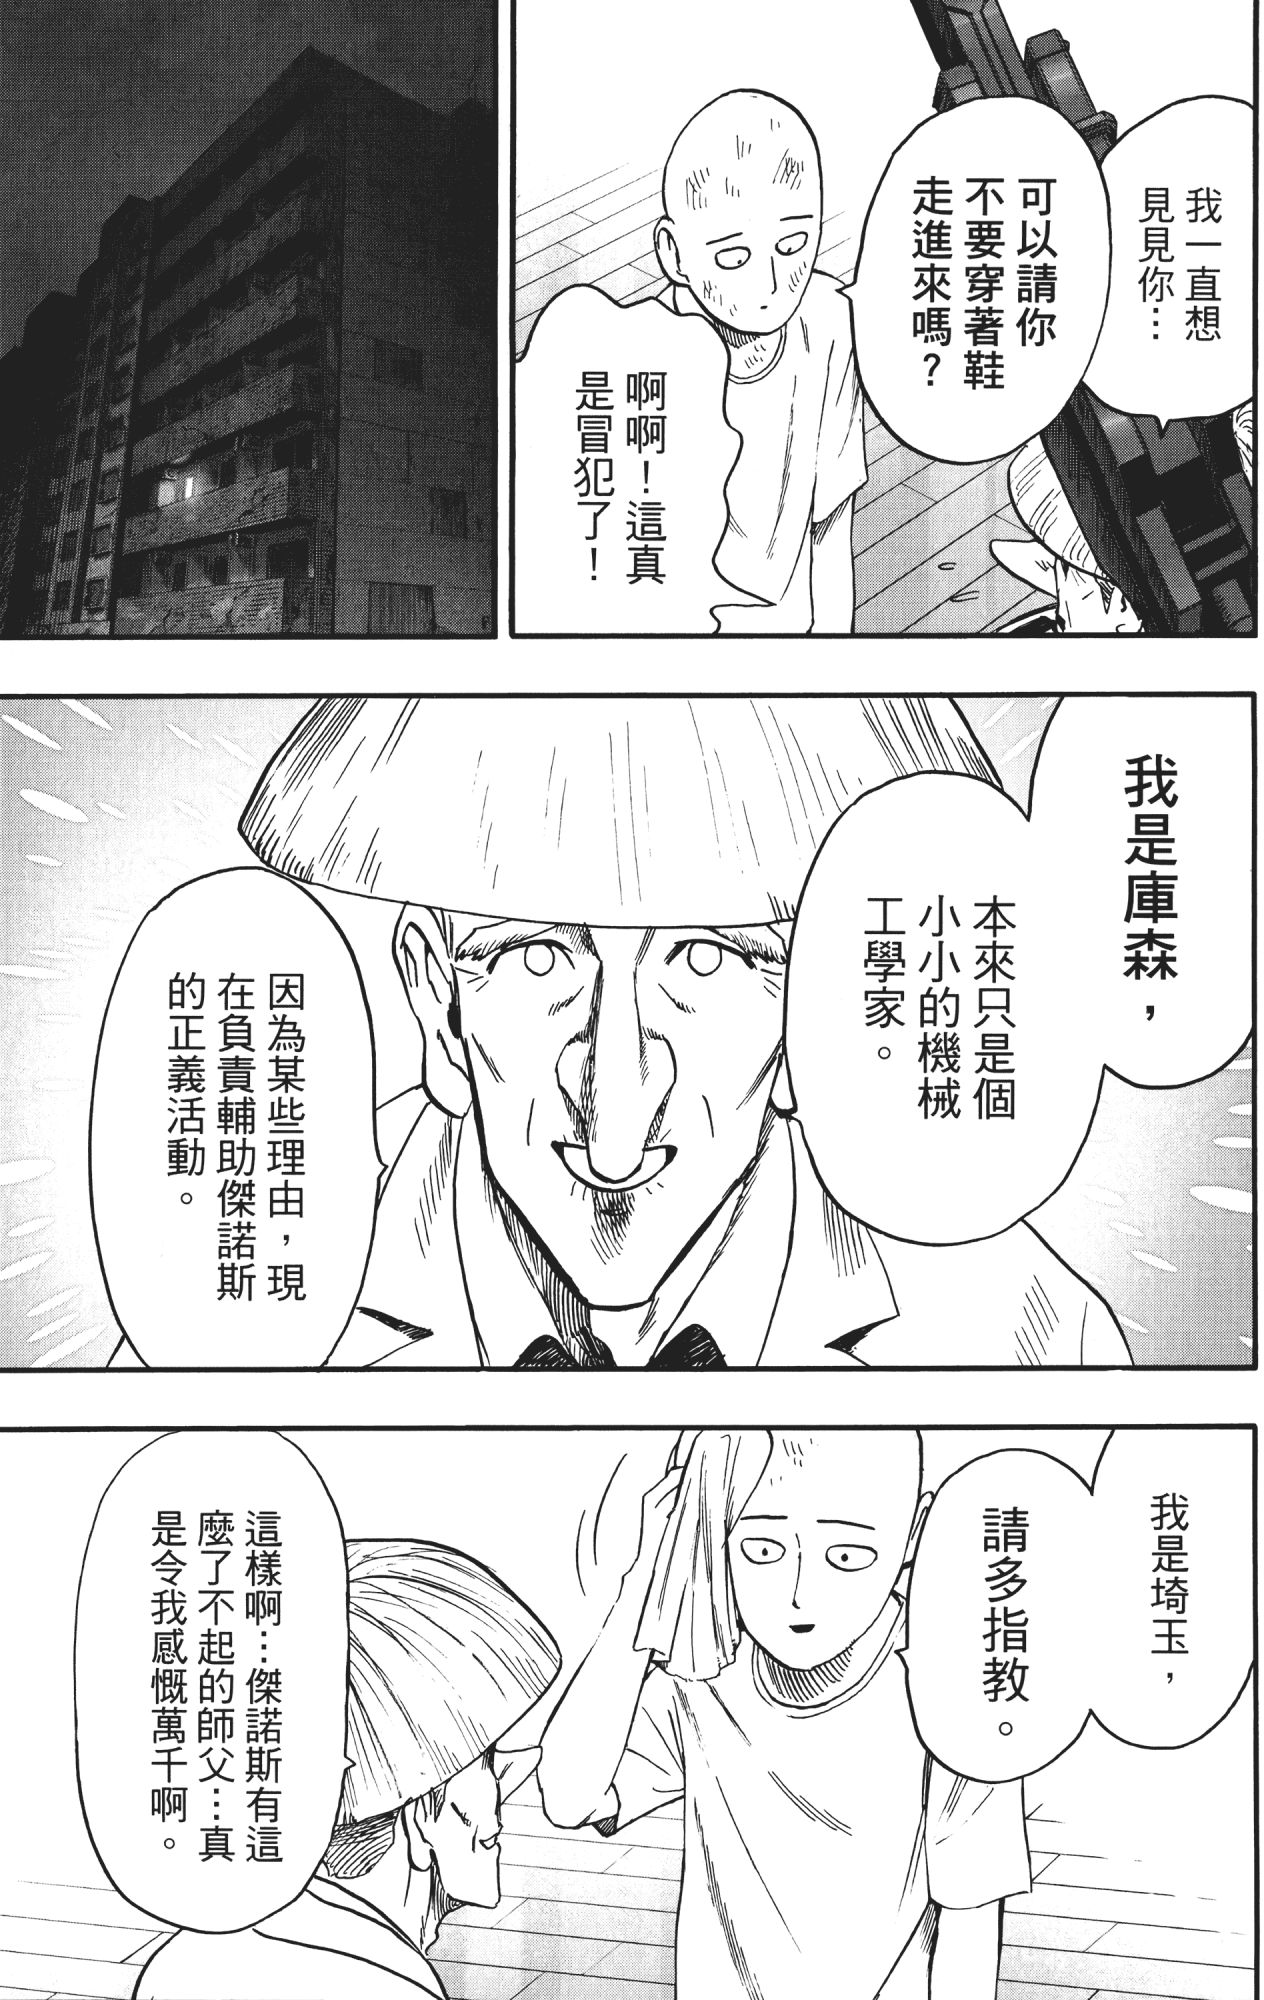 我一直想
見見你…
可以請你
不要穿著鞋
走進來嗎？
啊啊！這真
是冒犯了！
我是庫森，
本來只是個
小小的機械
工學家。
因為某些理由，現
在負責輔助傑諾斯
的正義活動。
我是埼玉，
請多指教。
這樣啊…傑諾斯有這
麼了不起的師父…真
是令我感慨萬千啊。